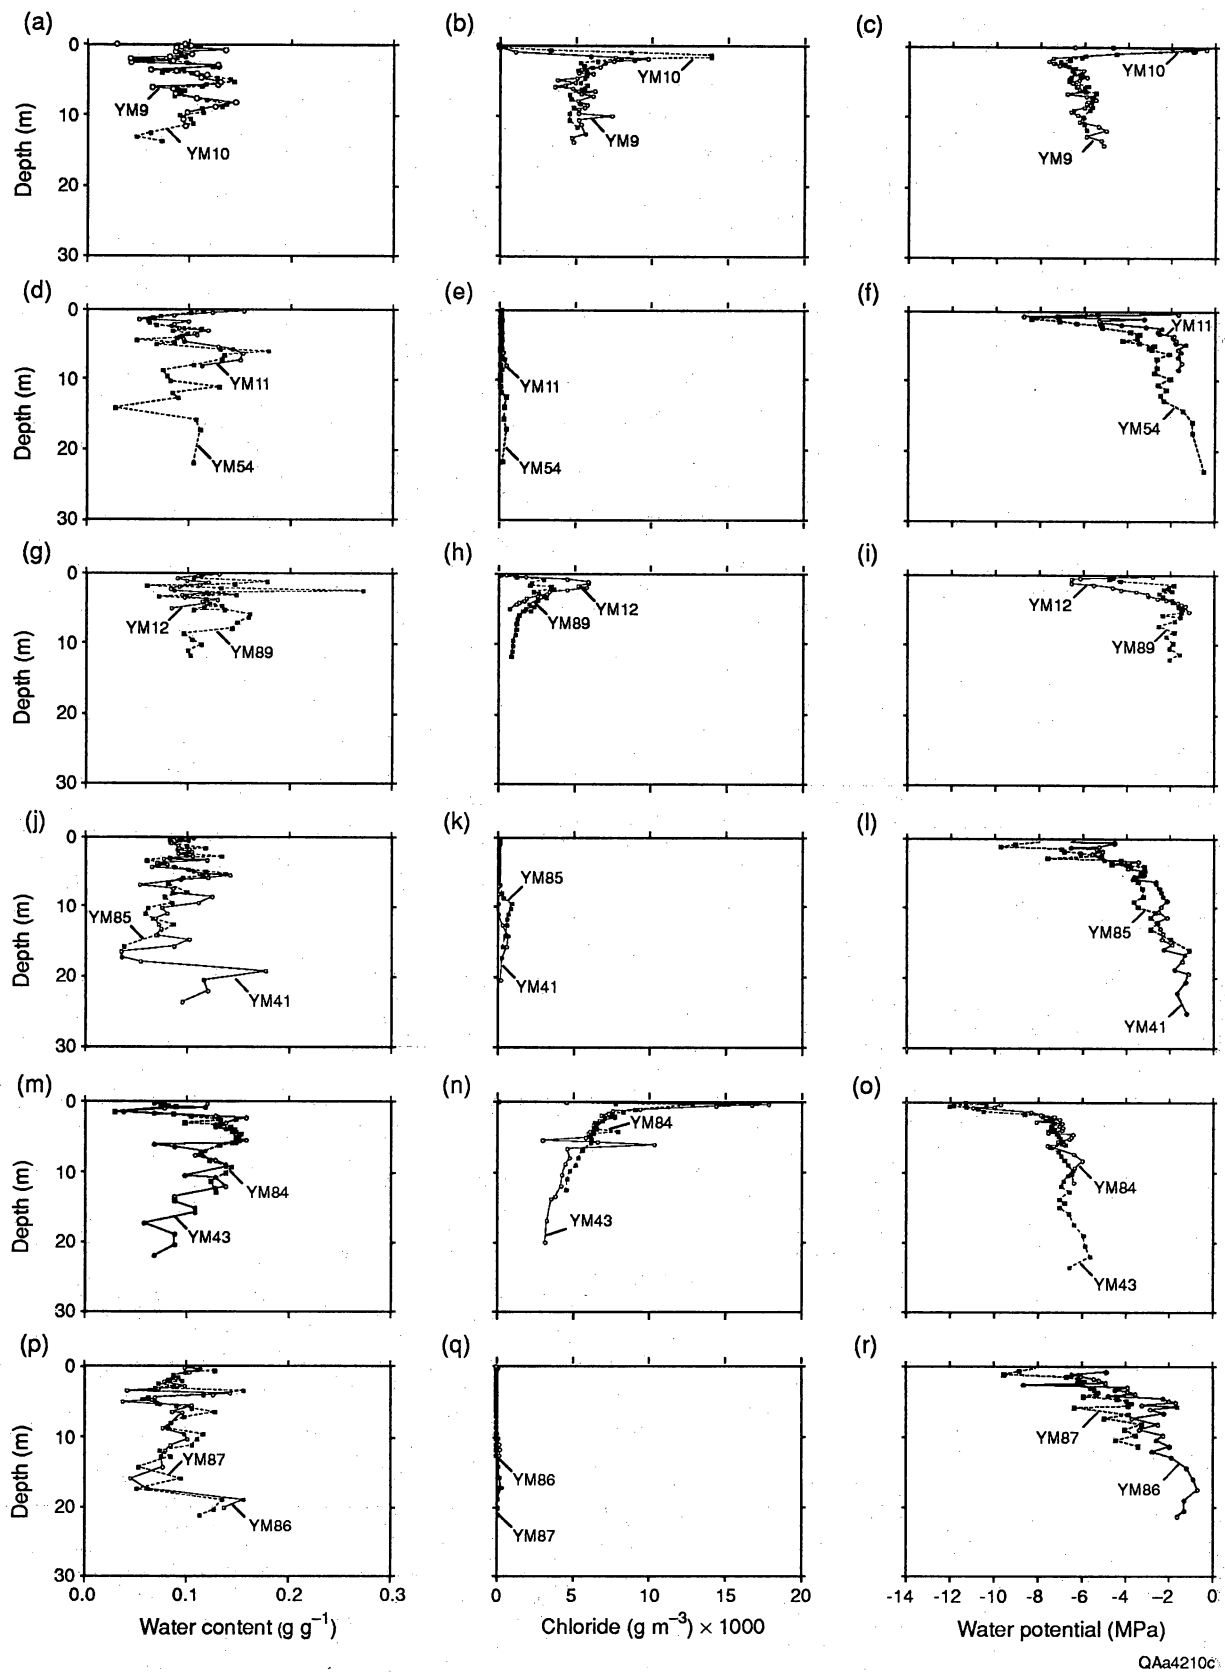 (a) (b) (c)
0 0 0
YM9 YM10 YM10
10 YM10 10 YM9 YM9
Depth (m)
20
30
(d) (e) (f)
0
YM11
10 YM11 YM11
YM54
Depth (m)
20 YM54 YM54
30
(g) (h) (i)
0
YM12 YM12 YM12
YM89 YM89 YM89
10
Depth (m)
20
30
(j) (k) (l)
0
YM85
10
YM85 YM85
Depth (m)
20
YM41 YM41 YM41
30
(m) (n) (o)
0
YM84
10
YM84 YM84
Depth (m)
YM43 YM43 YM43
20
30
(p) (q) (r)
0
10
YM87 YM86 YM87
Depth (m)
YM86
20
YM86 YM87
30
0.0 0.1 0.2 0.3 0 5 10 15 20 -14 -12 -10 -8 -6 -4 -2 0
Water content (g g⁻¹) Chloride (g m⁻³) × 1000 Water potential (MPa)
QAa4210c